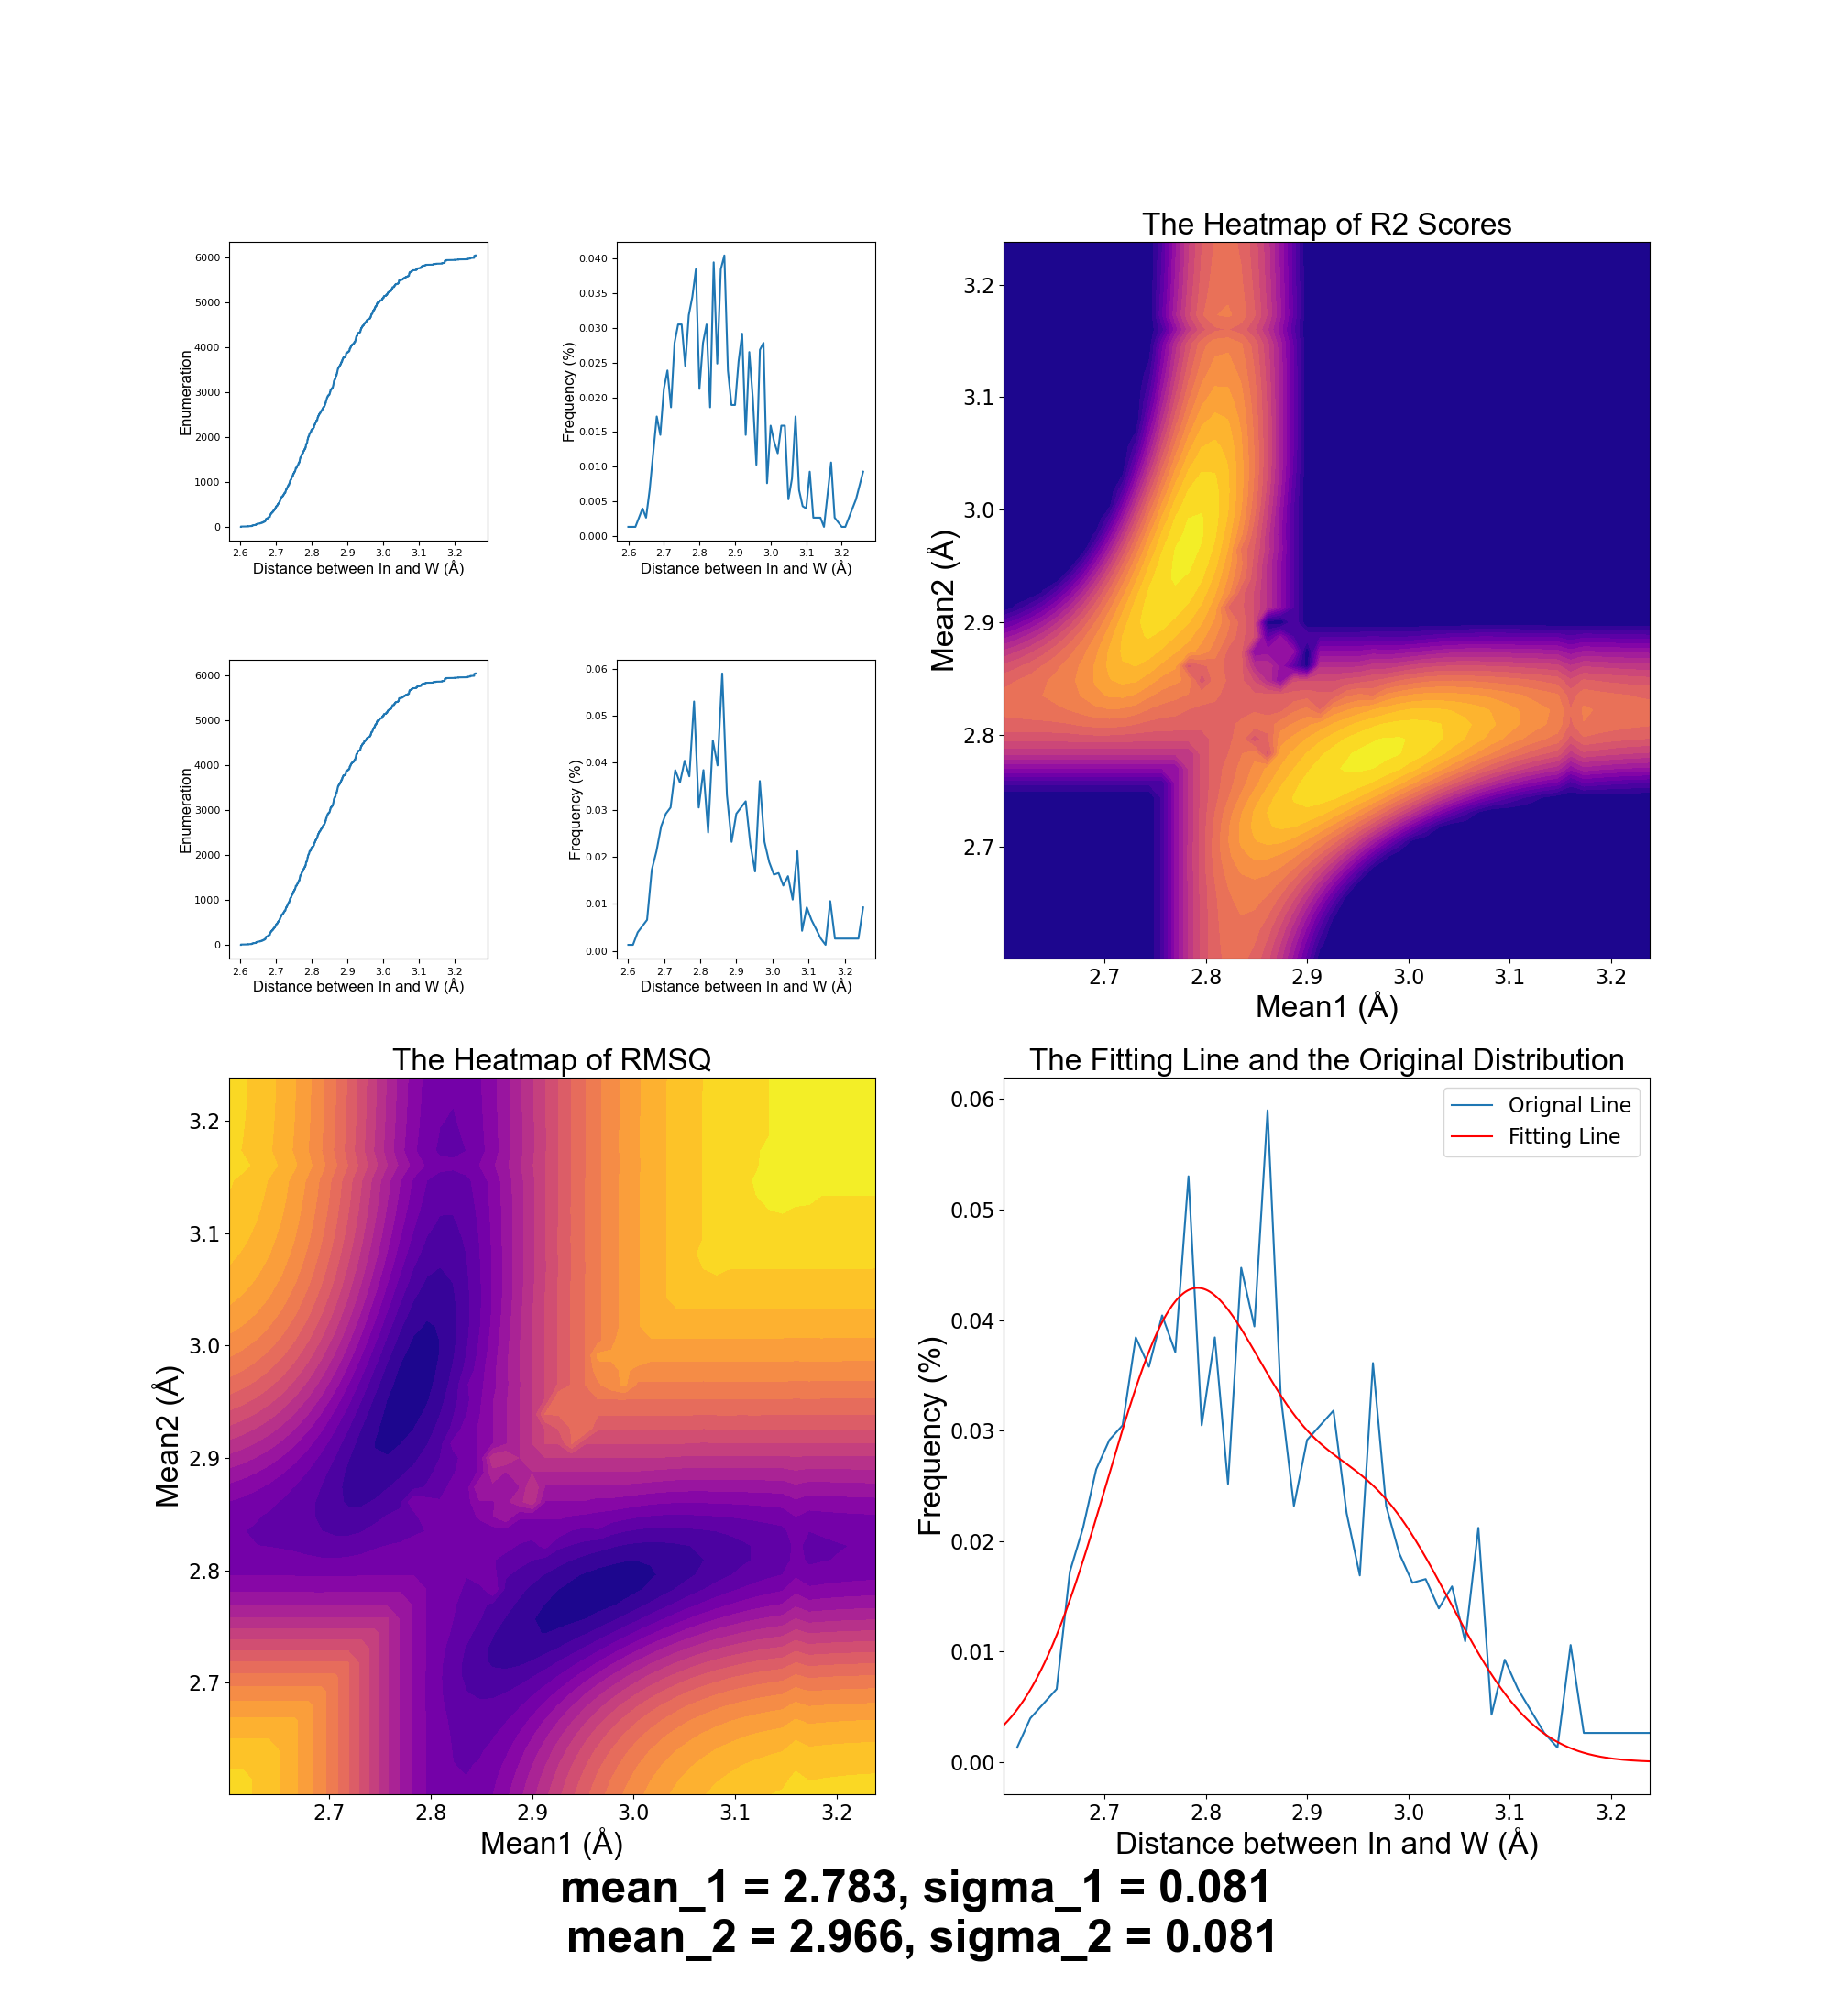 The Heatmap of R2 Scores
6000
5000
4000
3000
2000
1000
0
Enumeration
2.6 2.7 2.8 2.9 3.0 3.1 3.2
Distance between In and W (Å)
0.040
0.035
0.030
0.025
0.020
0.015
0.010
0.005
0.000
Frequency (%)
2.6 2.7 2.8 2.9 3.0 3.1 3.2
Distance between In and W (Å)
3.2
3.1
3.0
2.9
2.8
2.7
Mean2 (Å)
2.7 2.8 2.9 3.0 3.1 3.2
Mean1 (Å)
6000
5000
4000
3000
2000
1000
0
Enumeration
2.6 2.7 2.8 2.9 3.0 3.1 3.2
Distance between In and W (Å)
0.06
0.05
0.04
0.03
0.02
0.01
0.00
Frequency (%)
2.6 2.7 2.8 2.9 3.0 3.1 3.2
Distance between In and W (Å)
The Heatmap of RMSQ
3.2
3.1
3.0
2.9
2.8
2.7
Mean2 (Å)
2.7 2.8 2.9 3.0 3.1 3.2
Mean1 (Å)
The Fitting Line and the Original Distribution
Orignal Line
Fitting Line
0.06
0.05
0.04
0.03
0.02
0.01
0.00
Frequency (%)
2.7 2.8 2.9 3.0 3.1 3.2
Distance between In and W (Å)
mean_1 = 2.783, sigma_1 = 0.081
mean_2 = 2.966, sigma_2 = 0.081